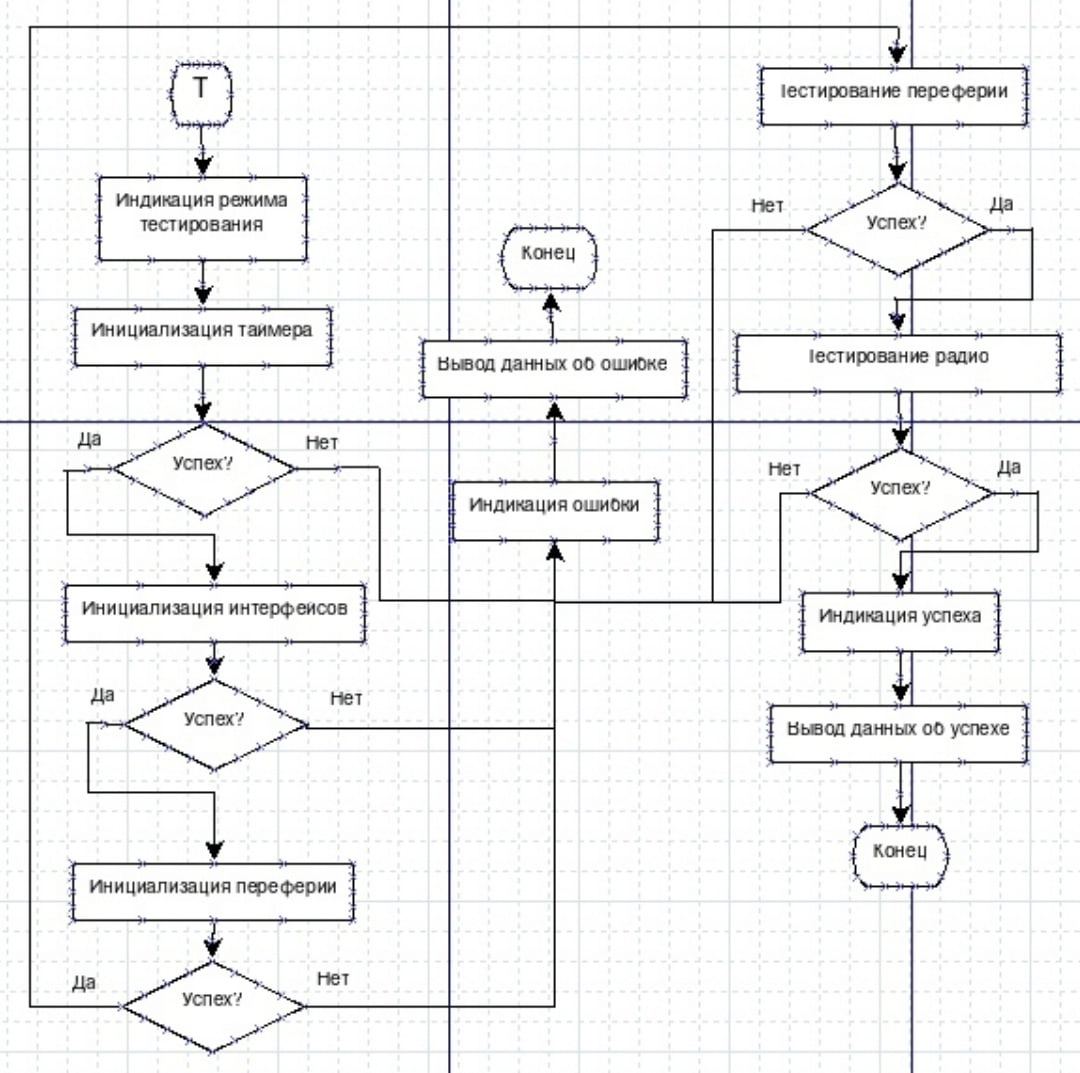 Т
Индикация режима
тестирования
Инициализация таймера
Успех?
Да
Нет
Инициализация интерфейсов
Успех?
Да
Нет
Инициализация переферии
Успех?
Да
Нет
Конец
Вывод данных об ошибке
Индикация ошибки
Тестирование переферии
Успех?
Нет
Да
Тестирование радио
Успех?
Нет
Да
Индикация успеха
Вывод данных об успехе
Конец